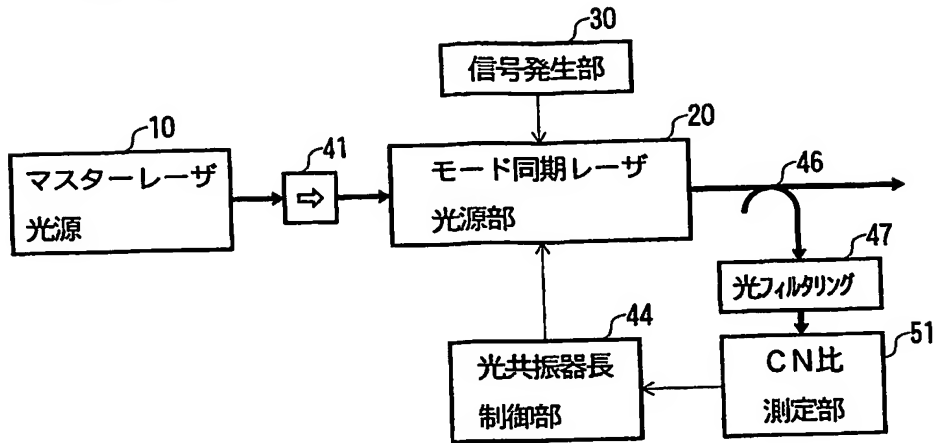 30
信号発生部
10
マスターレーザ
光源
41
20
モード同期レーザ
光源部
46
47
光フィルタリング
44
光共振器長
制御部
51
CN比
測定部